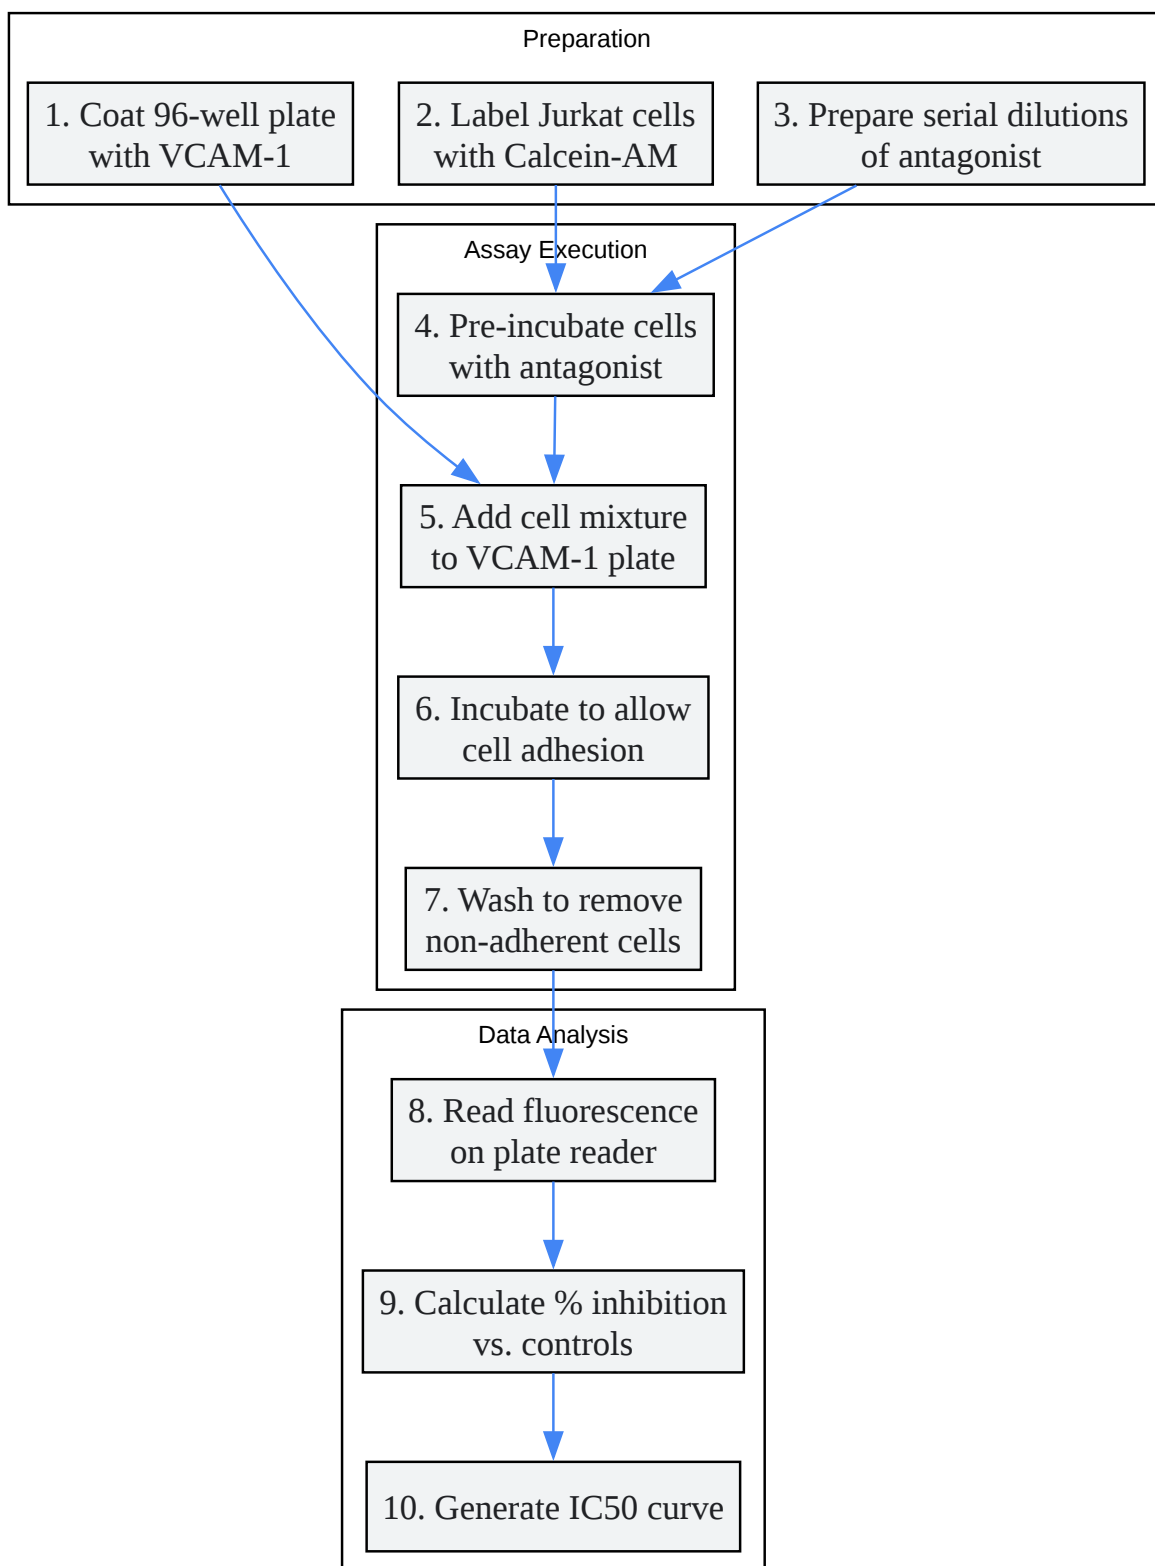 Preparation
1. Coat 96-well plate
with VCAM-1
2. Label Jurkat cells
with Calcein-AM
3. Prepare serial dilutions
of antagonist
Assay Execution
4. Pre-incubate cells
with antagonist
5. Add cell mixture
to VCAM-1 plate
6. Incubate to allow
cell adhesion
7. Wash to remove
non-adherent cells
Data Analysis
8. Read fluorescence
on plate reader
9. Calculate % inhibition
vs. controls
10. Generate IC50 curve